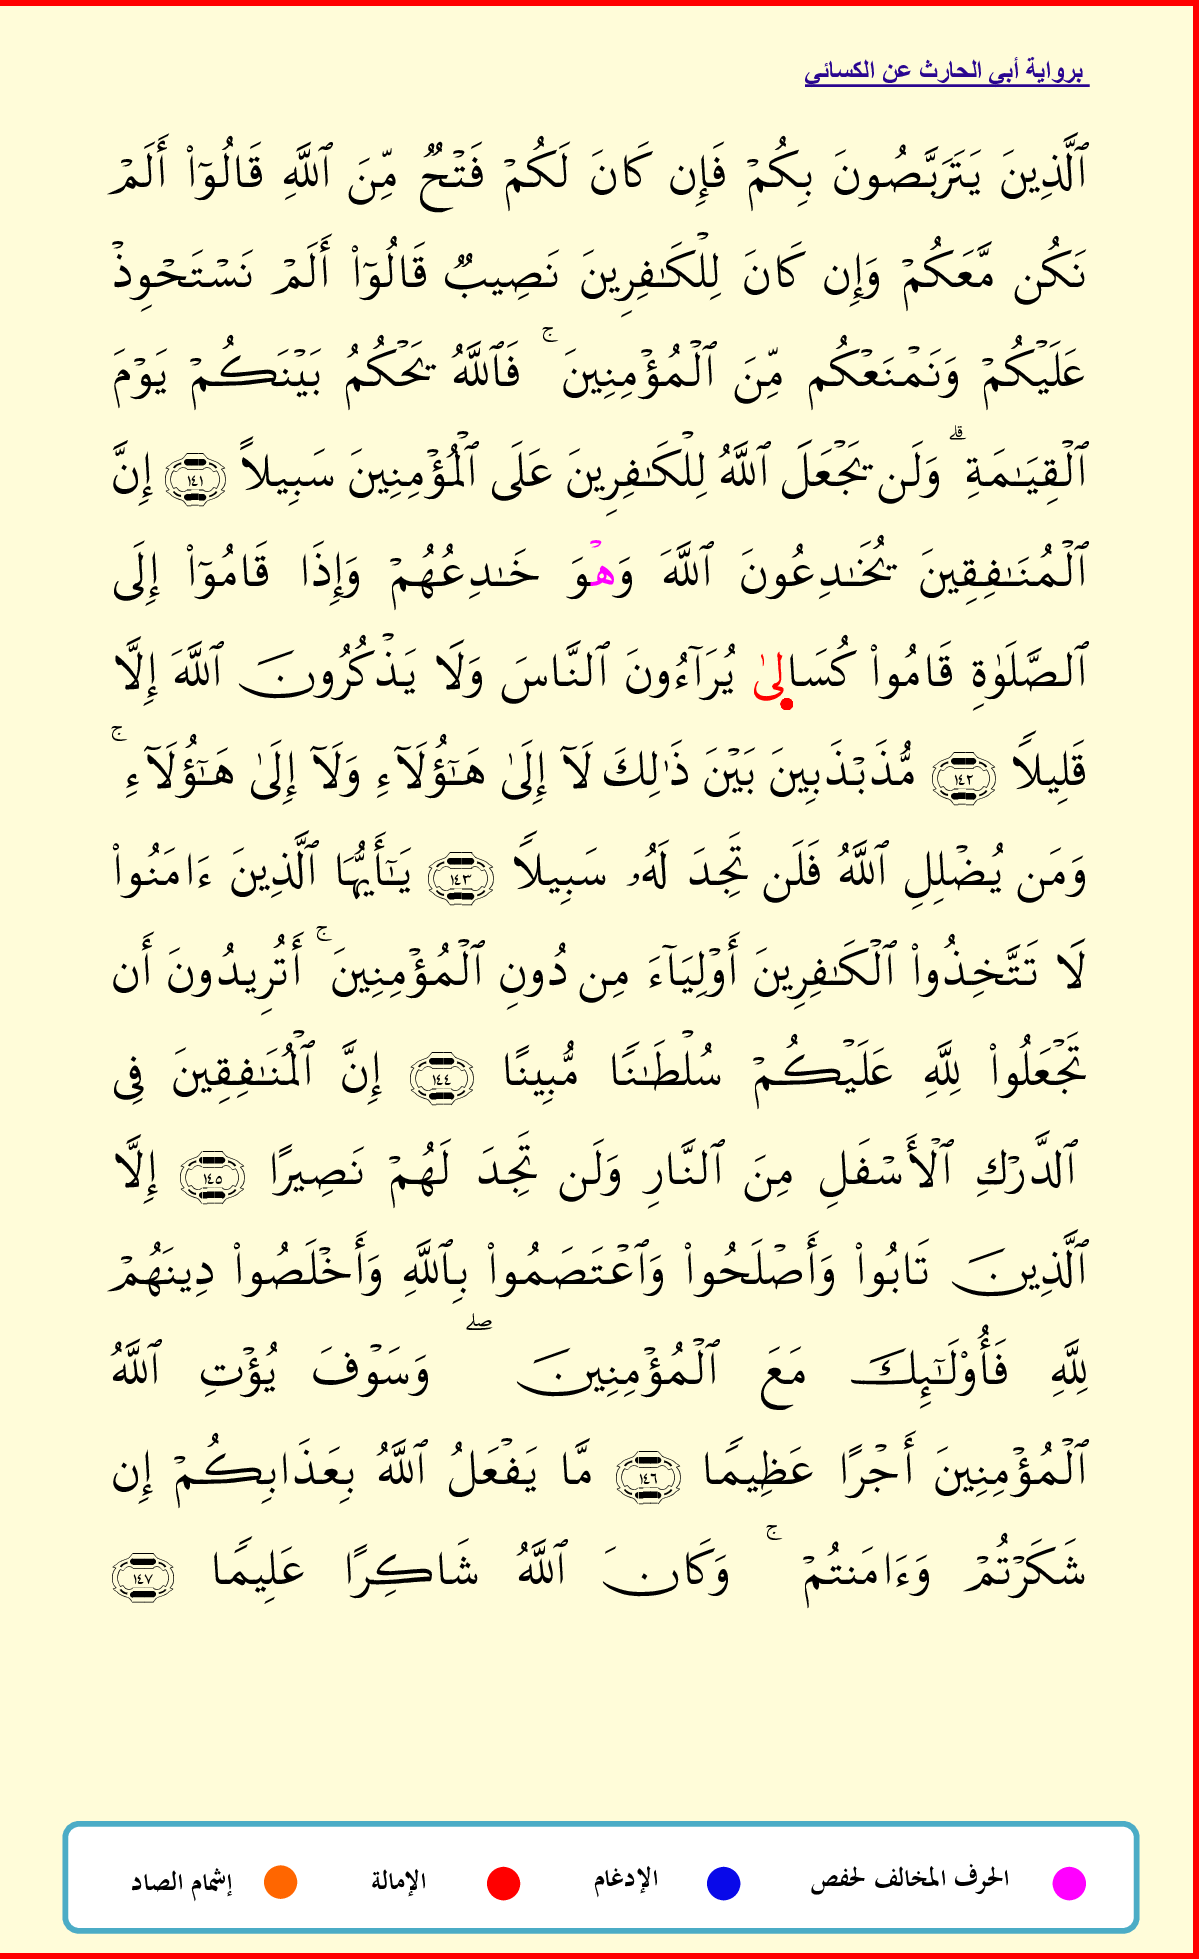 برواية أبي الحارث عن الكسائي
ٱلَّذِينَ يَتَرَبَّصُونَ بِكُمۡ فَإِن كَانَ لَكُمۡ فَتۡحٞ مِّنَ ٱللَّهِ قَالُوٓاْ أَلَمۡ
نَكُن مَّعَكُمۡ وَإِن كَانَ لِلۡكَٰفِرِينَ نَصِيبٞ قَالُوٓاْ أَلَمۡ نَسۡتَحۡوِذۡ
عَلَيۡكُمۡ وَنَمۡنَعۡكُم مِّنَ ٱلۡمُؤۡمِنِينَۚ فَٱللَّهُ يَحۡكُمُ بَيۡنَكُمۡ يَوۡمَ
ٱلۡقِيَٰمَةِۗ وَلَن يَجۡعَلَ ٱللَّهُ لِلۡكَٰفِرِينَ عَلَى ٱلۡمُؤۡمِنِينَ سَبِيلًا ١٤١ إِنَّ
ٱلۡمُنَٰفِقِينَ يُخَٰدِعُونَ ٱللَّهَ وَهۡوَ خَٰدِعُهُمۡ وَإِذَا قَامُوٓاْ إِلَى
ٱلصَّلَوٰةِ قَامُواْ كُسَالٜىٰ يُرَآءُونَ ٱلنَّاسَ وَلَا يَذۡكُرُونَ ٱللَّهَ إِلَّا
قَلِيلًا ١٤٢ مُّذَبۡذَبِينَ بَيۡنَ ذَٰلِكَ لَآ إِلَىٰ هَٰٓؤُلَآءِ وَلَآ إِلَىٰ هَٰٓؤُلَآءِۚ
وَمَن يُضۡلِلِ ٱللَّهُ فَلَن تَجِدَ لَهُۥ سَبِيلًا ١٤٣ يَٰٓأَيُّهَا ٱلَّذِينَ ءَامَنُواْ
لَا تَتَّخِذُواْ ٱلۡكَٰفِرِينَ أَوۡلِيَآءَ مِن دُونِ ٱلۡمُؤۡمِنِينَۚ أَتُرِيدُونَ أَن
تَجۡعَلُواْ لِلَّهِ عَلَيۡكُمۡ سُلۡطَٰنٗا مُّبِينًا ١٤٤ إِنَّ ٱلۡمُنَٰفِقِينَ فِي
ٱلدَّرۡكِ ٱلۡأَسۡفَلِ مِنَ ٱلنَّارِ وَلَن تَجِدَ لَهُمۡ نَصِيرًا ١٤٥ إِلَّا
ٱلَّذِينَ تَابُواْ وَأَصۡلَحُواْ وَٱعۡتَصَمُواْ بِٱللَّهِ وَأَخۡلَصُواْ دِينَهُمۡ
لِلَّهِ فَأُوْلَٰٓئِكَ مَعَ ٱلۡمُؤۡمِنِينَۖ وَسَوۡفَ يُؤۡتِ ٱللَّهُ
ٱلۡمُؤۡمِنِينَ أَجۡرًا عَظِيمٗا ١٤٦ مَّا يَفۡعَلُ ٱللَّهُ بِعَذَابِكُمۡ إِن
شَكَرۡتُمۡ وَءَامَنتُمۡۚ وَكَانَ ٱللَّهُ شَاكِرًا عَلِيمٗا ١٤٧
الحرف المخالف لحفص الإدغام الإمالة إشمام الصاد